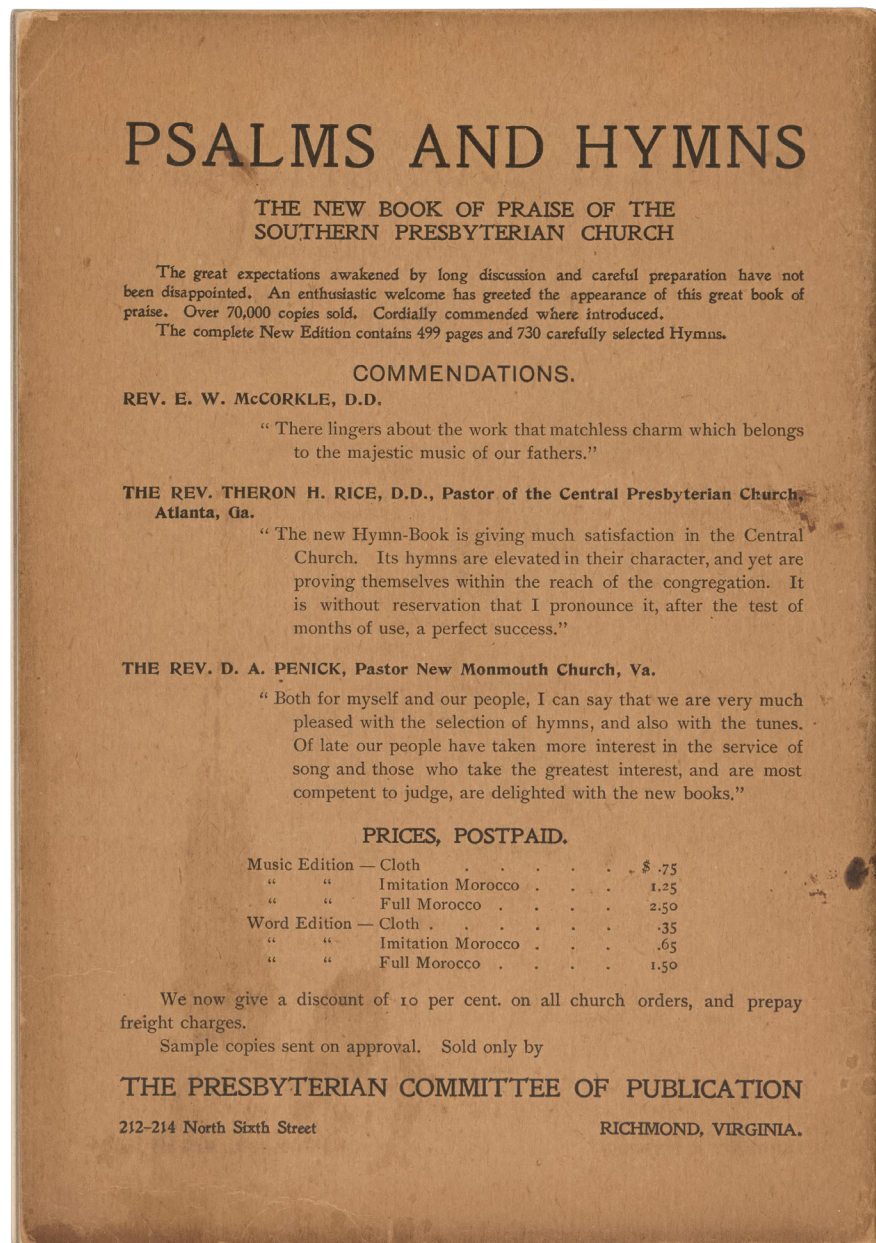 PSALMS AND HYMNS
THE NEW BOOK OF PRAISE OF THE
SOUTHERN PRESBYTERIAN CHURCH
The great expectations awakened by long discussion and careful preparation have not
been disappointed. An enthusiastic welcome has greeted the appearance of this great book of
praise. Over 70,000 copies sold. Cordially commended where introduced.
The complete New Edition contains 499 pages and 730 carefully selected Hymns.
COMMENDATIONS.
REV. E. W. McCORKLE, D.D.
“ There lingers about the work that matchless charm which belongs
to the majestic music of our fathers.”
THE REV. THERON H. RICE, D.D., Pastor of the Central Presbyterian Church,
Atlanta, Ga.
“ The new Hymn-Book is giving much satisfaction in the Central
Church. Its hymns are elevated in their character, and yet are
proving themselves within the reach of the congregation. It
is without reservation that I pronounce it, after the test of
months of use, a perfect success.”
THE REV. D. A. PENICK, Pastor New Monmouth Church, Va.
“ Both for myself and our people, I can say that we are very much
pleased with the selection of hymns, and also with the tunes.
Of late our people have taken more interest in the service of
song and those who take the greatest interest, and are most
competent to judge, are delighted with the new books.”
PRICES, POSTPAID.
Music Edition — Cloth . . . . . $ .75
“ “ Imitation Morocco . . . 1.25
“ “ Full Morocco . . . . 2.50
Word Edition — Cloth . . . . . . .35
“ “ Imitation Morocco . . . .65
“ “ Full Morocco . . . . 1.50
We now give a discount of 10 per cent. on all church orders, and prepay
freight charges.
Sample copies sent on approval. Sold only by
THE PRESBYTERIAN COMMITTEE OF PUBLICATION
212–214 North Sixth Street RICHMOND, VIRGINIA.